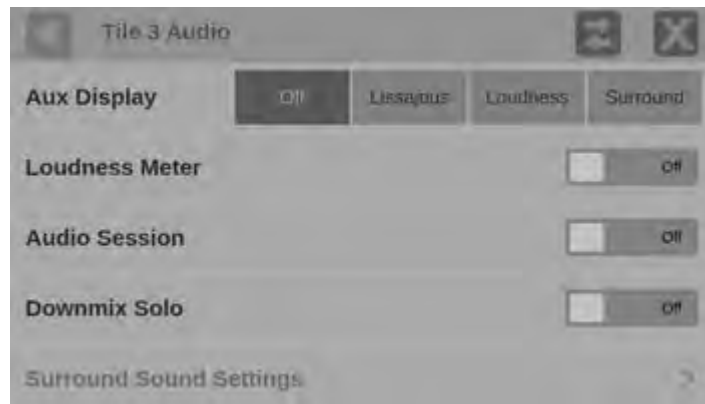 Tile 3 Audio
Aux Display Off Lissajous Loudness Surround
Loudness Meter Off
Audio Session Off
Downmix Solo Off
Surround Sound Settings >